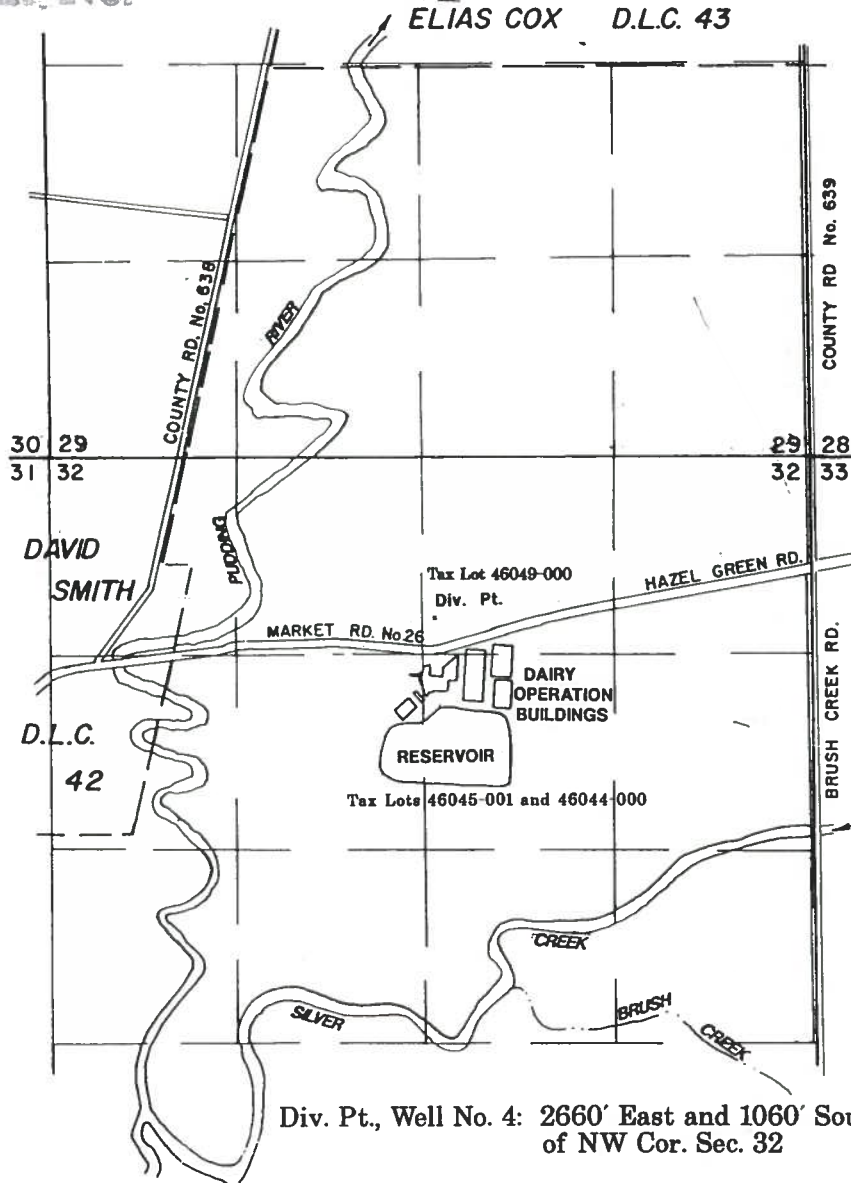 ELIAS COX D.L.C. 43
COUNTY RD. No. 638
COUNTY RD No. 639
RIVER
30 29
31 32
29 28
32 33
DAVID
SMITH
PUDDING
Tax Lot 46049-000
Div. Pt.
HAZEL GREEN RD.
MARKET RD. No. 26
DAIRY
OPERATION
BUILDINGS
BRUSH CREEK RD.
D.L.C.
42
RESERVOIR
Tax Lots 46045-001 and 46044-000
CREEK
SILVER
BRUSH
CREEK
Div. Pt., Well No. 4: 2660' East and 1060' Sou
of NW Cor. Sec. 32